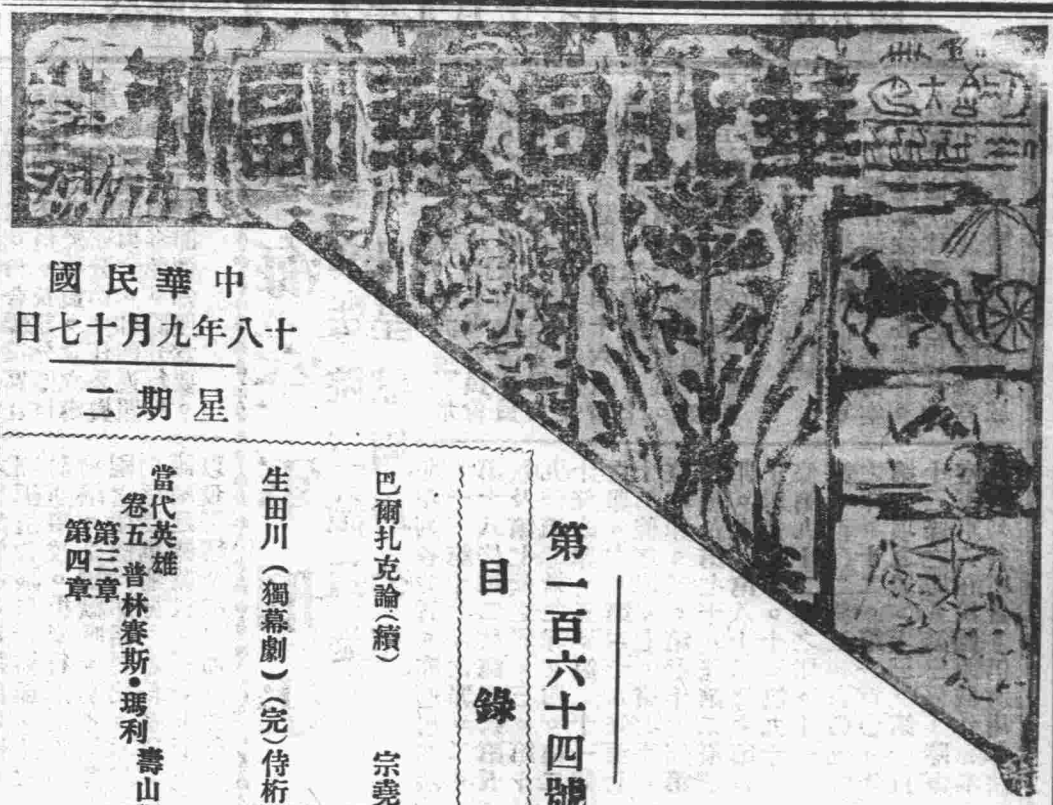 華北日報副刊
中華民國
十八年九月十七日
星期二
第一百六十四號
目錄
巴爾扎克論(續) 宗堯
生田川(獨幕劇)(完)侍桁
當代英雄
卷五 普林賽斯•瑪利 壽山
第三章
第四章